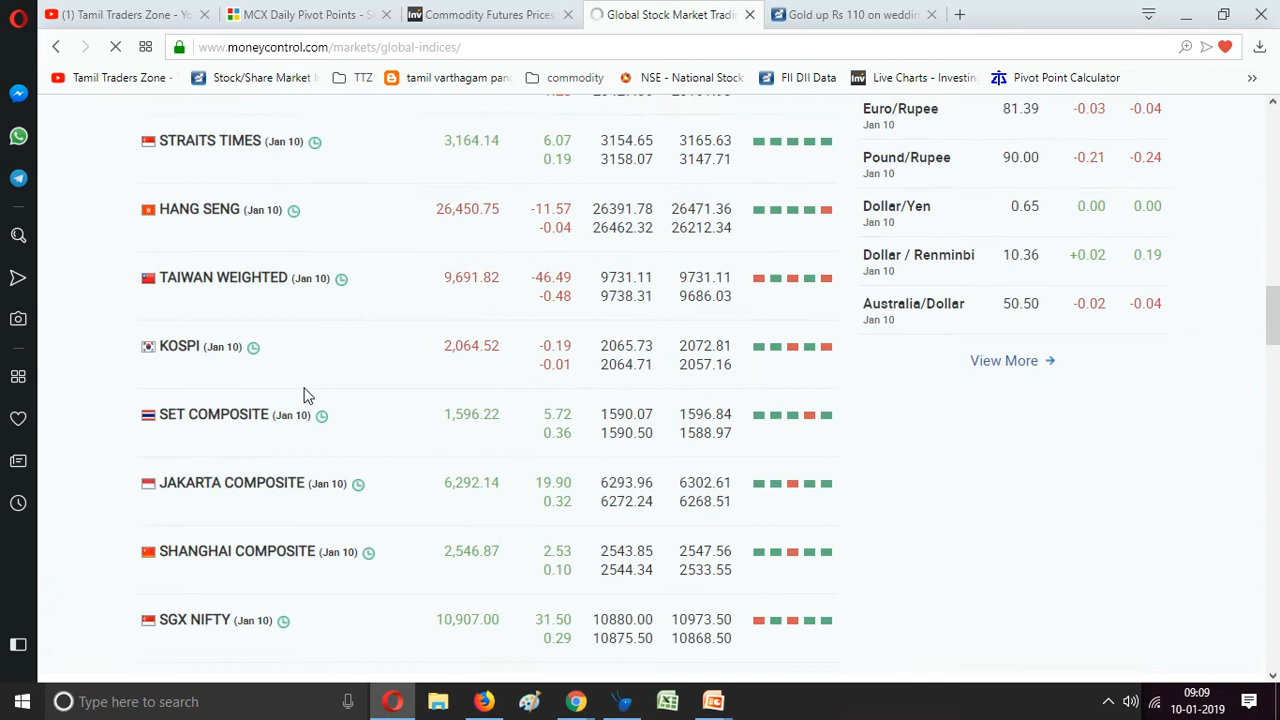 (1) Tamil Traders Zone - Yo
MCX Daily Pivot Points - S
Commodity Futures Prices
Global Stock Market Tradi
Gold up Rs 110 on weddin
www.moneycontrol.com/markets/global-indices/
Tamil Traders Zone -
Stock/Share Market I
TTZ
tamil varthagam pan
commodity
NSE - National Stock
FII DII Data
Live Charts - Investin
Pivot Point Calculator
STRAITS TIMES (Jan 10) 3,164.14 6.07 3154.65 3165.63
0.19 3158.07 3147.71
HANG SENG (Jan 10) 26,450.75 -11.57 26391.78 26471.36
-0.04 26462.32 26212.34
TAIWAN WEIGHTED (Jan 10) 9,691.82 -46.49 9731.11 9731.11
-0.48 9738.31 9686.03
KOSPI (Jan 10) 2,064.52 -0.19 2065.73 2072.81
-0.01 2064.71 2057.16
SET COMPOSITE (Jan 10) 1,596.22 5.72 1590.07 1596.84
0.36 1590.50 1588.97
JAKARTA COMPOSITE (Jan 10) 6,292.14 19.90 6293.96 6302.61
0.32 6272.24 6268.51
SHANGHAI COMPOSITE (Jan 10) 2,546.87 2.53 2543.85 2547.56
0.10 2544.34 2533.55
SGX NIFTY (Jan 10) 10,907.00 31.50 10880.00 10973.50
0.29 10875.50 10868.50
Euro/Rupee 81.39 -0.03 -0.04
Jan 10
Pound/Rupee 90.00 -0.21 -0.24
Jan 10
Dollar/Yen 0.65 0.00 0.00
Jan 10
Dollar / Renminbi 10.36 +0.02 0.19
Jan 10
Australia/Dollar 50.50 -0.02 -0.04
Jan 10
View More
Type here to search
09:09
10-01-2019